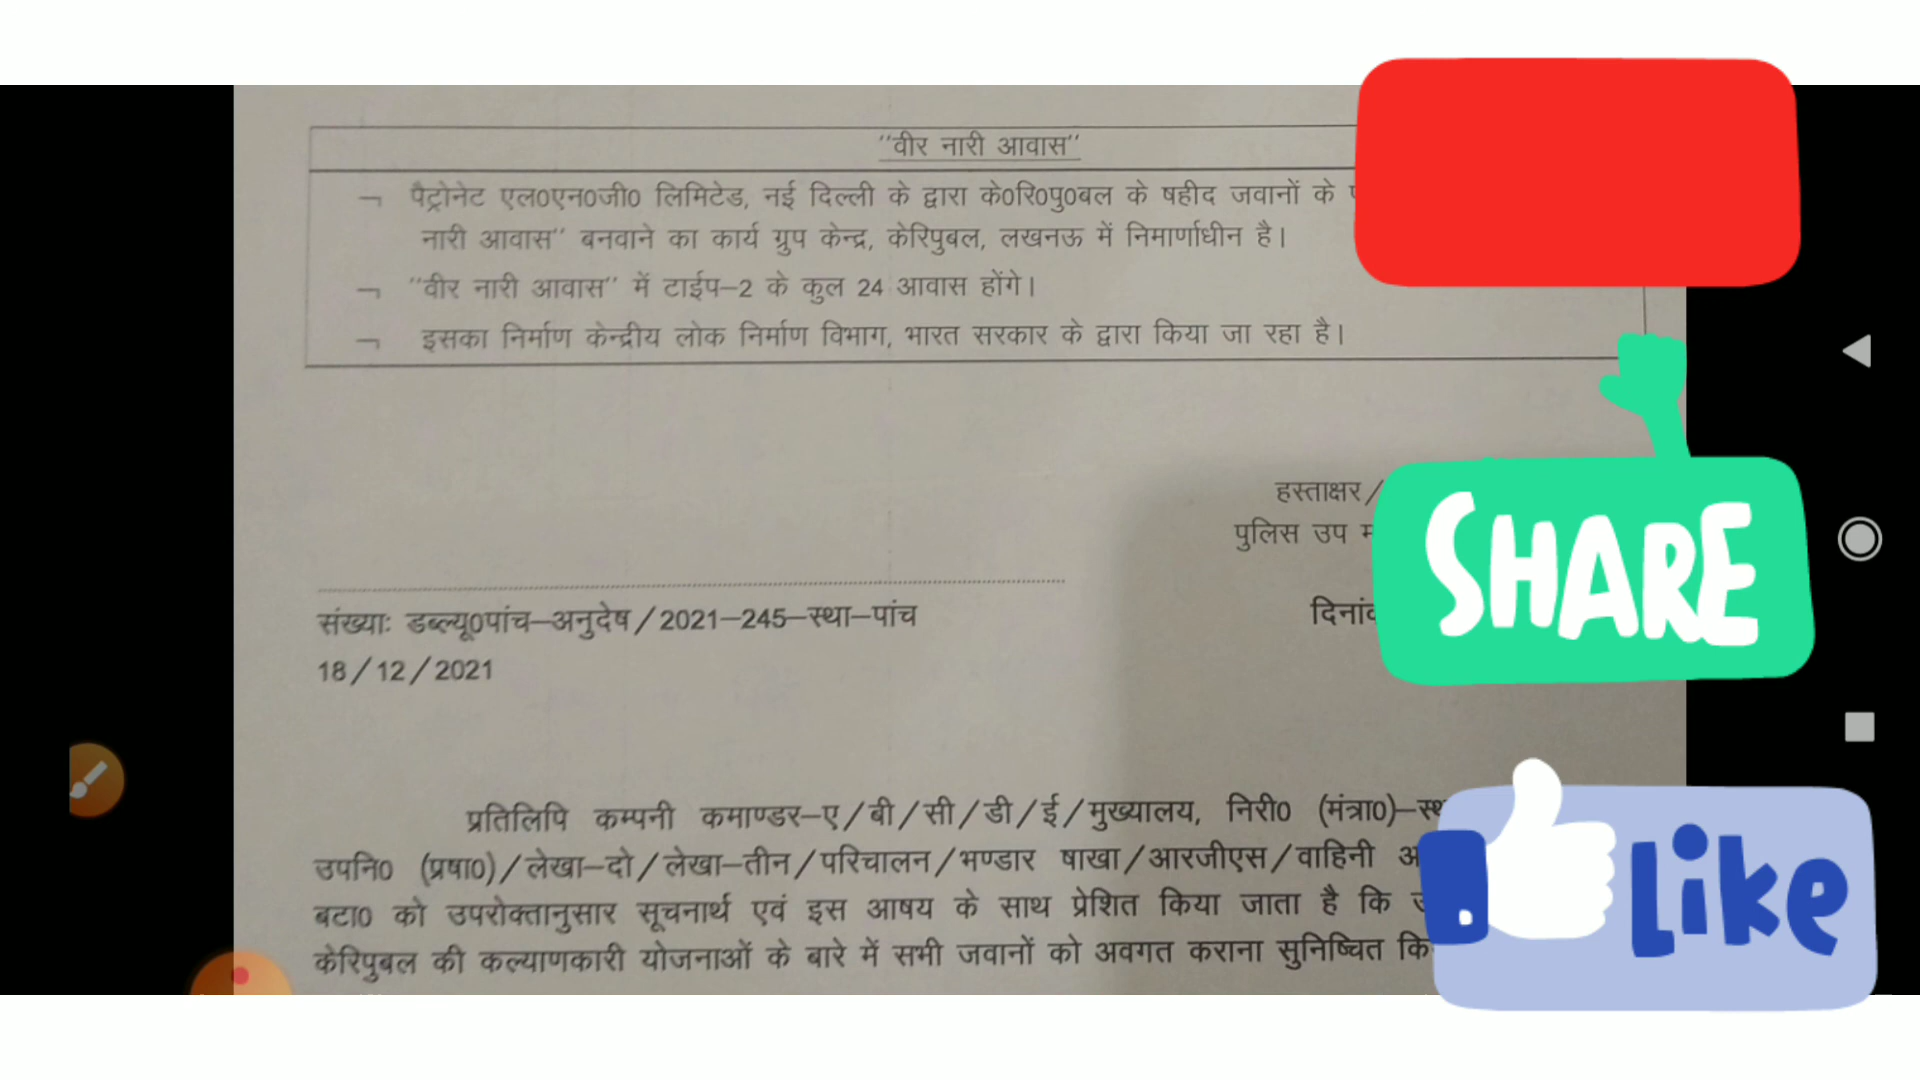 ‘‘वीर नारी आवास’’
¬ पैट्रोनेट एल0एन0जी0 लिमिटेड, नई दिल्ली के द्वारा के0रि0पु0बल के षहीद जवानों के
नारी आवास’’ बनवाने का कार्य ग्रुप केन्द्र, केरिपुबल, लखनऊ में निमार्णाधीन है।
¬ ‘‘वीर नारी आवास’’ में टाईप–2 के कुल 24 आवास होंगे।
¬ इसका निर्माण केन्द्रीय लोक निर्माण विभाग, भारत सरकार के द्वारा किया जा रहा है।
हस्ताक्षर/
पुलिस उप
SHARE
संख्याः डब्ल्यू0पांच–अनुदेष/2021–245–स्था–पांच
18/12/2021
प्रतिलिपि कम्पनी कमाण्डर–ए/बी/सी/डी/ई/मुख्यालय, निरी0 (मंत्रा0)–
उपनि0 (प्रषा0)/लेखा–दो/लेखा–तीन/परिचालन/भण्डार षाखा/आरजीएस/वाहिनी
बटा0 को उपरोक्तानुसार सूचनार्थ एवं इस आषय के साथ प्रेशित किया जाता है कि
केरिपुबल की कल्याणकारी योजनाओं के बारे में सभी जवानों को अवगत कराना सुनिष्चित
Like